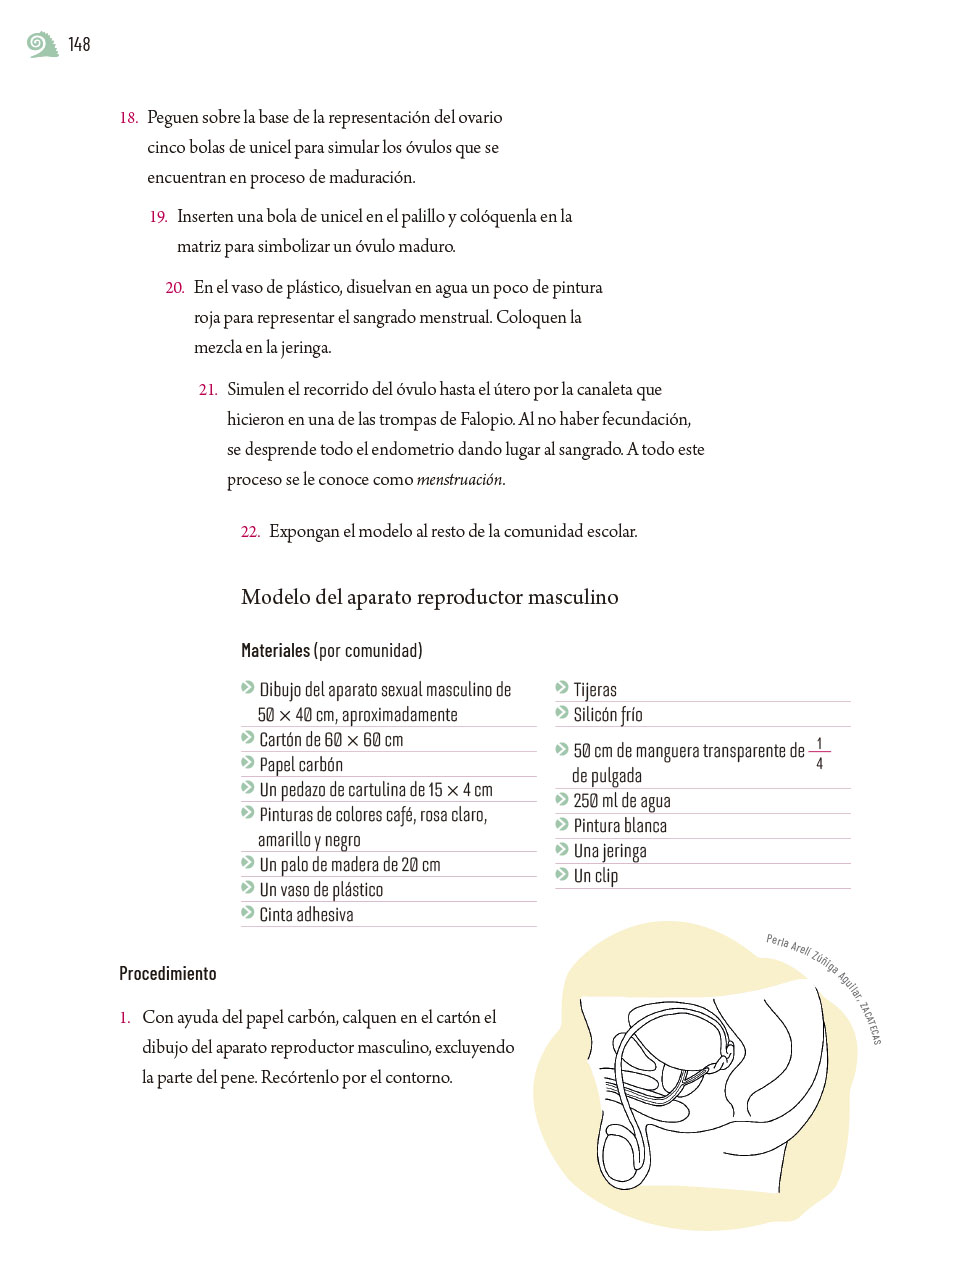 148
18. Peguen sobre la base de la representación del ovario
cinco bolas de unicel para simular los óvulos que se
encuentran en proceso de maduración.
19. Inserten una bola de unicel en el palillo y colóquenla en la
matriz para simbolizar un óvulo maduro.
20. En el vaso de plástico, disuelvan en agua un poco de pintura
roja para representar el sangrado menstrual. Coloquen la
mezcla en la jeringa.
21. Simulen el recorrido del óvulo hasta el útero por la canaleta que
hicieron en una de las trompas de Falopio. Al no haber fecundación,
se desprende todo el endometrio dando lugar al sangrado. A todo este
proceso se le conoce como menstruación.
22. Expongan el modelo al resto de la comunidad escolar.
Modelo del aparato reproductor masculino
Materiales (por comunidad)
Dibujo del aparato sexual masculino de
50 × 40 cm, aproximadamente
Cartón de 60 × 60 cm
Papel carbón
Un pedazo de cartulina de 15 × 4 cm
Pinturas de colores café, rosa claro,
amarillo y negro
Un palo de madera de 20 cm
Un vaso de plástico
Cinta adhesiva
Tijeras
Silicón frío
50 cm de manguera transparente de 1/4
de pulgada
250 ml de agua
Pintura blanca
Una jeringa
Un clip
Procedimiento
1. Con ayuda del papel carbón, calquen en el cartón el
dibujo del aparato reproductor masculino, excluyendo
la parte del pene. Recórtenlo por el contorno.
Perla Areli Zúñiga Aguilar, ZACATECAS